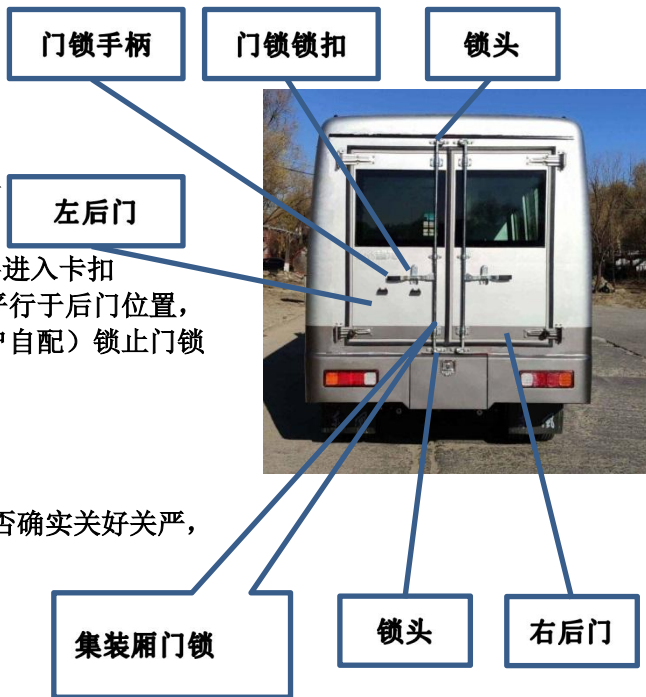 门锁手柄
门锁锁扣
锁头
左后门
进入卡扣
平行于后门位置，
自配）锁止门锁
否确实关好关严，
集装厢门锁
锁头
右后门